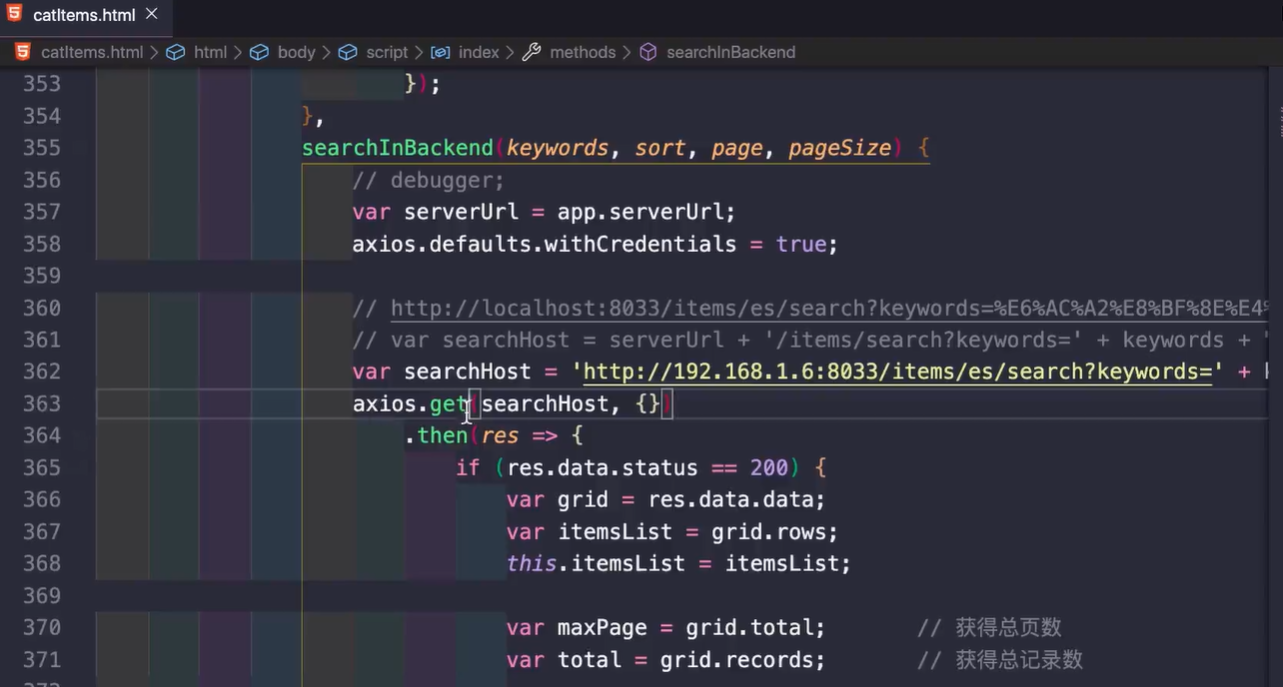 catItems.html ×
catItems.html > html > body > script > index > methods > searchInBackend
353 });
354 },
355 searchInBackend(keywords, sort, page, pageSize) {
356 // debugger;
357 var serverUrl = app.serverUrl;
358 axios.defaults.withCredentials = true;
359
360 // http://localhost:8033/items/es/search?keywords=%E6%AC%A2%E8%BF%8E%E4%
361 // var searchHost = serverUrl + '/items/search?keywords=' + keywords + '
362 var searchHost = 'http://192.168.1.6:8033/items/es/search?keywords=' +
363 axios.get(searchHost, {})
364 .then(res => {
365 if (res.data.status == 200) {
366 var grid = res.data.data;
367 var itemsList = grid.rows;
368 this.itemsList = itemsList;
369
370 var maxPage = grid.total; // 获得总页数
371 var total = grid.records; // 获得总记录数